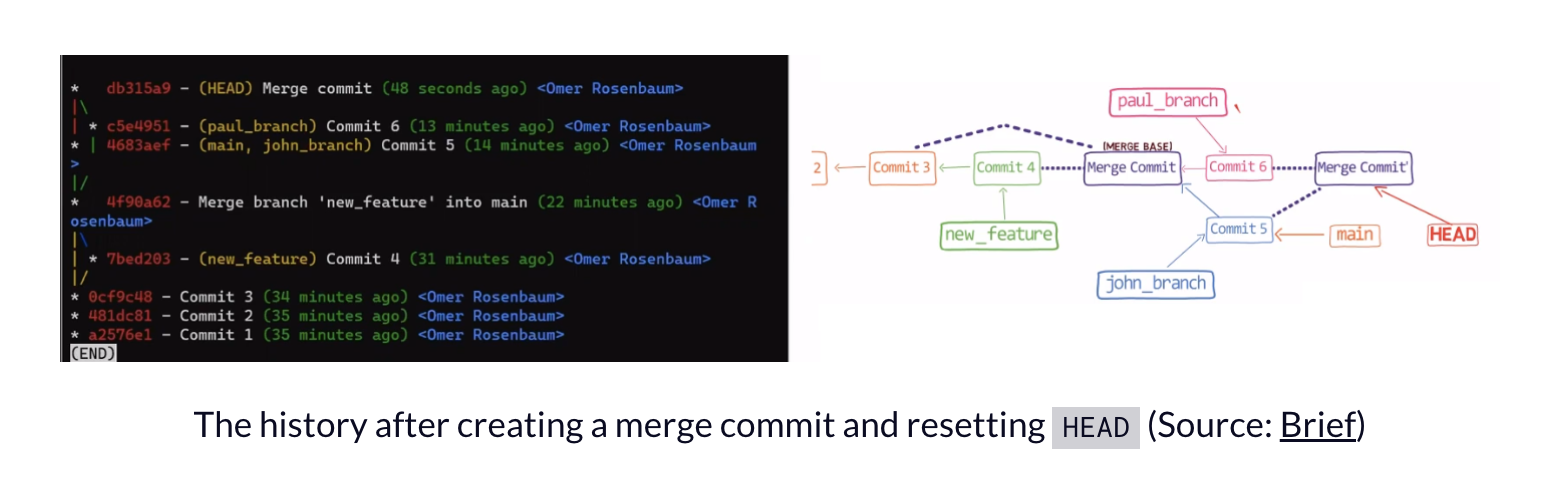 * db315a9 - (HEAD) Merge commit (48 seconds ago) <Omer Rosenbaum>
|\
| * c5e4951 - (paul_branch) Commit 6 (13 minutes ago) <Omer Rosenbaum>
* | 4683aef - (main, john_branch) Commit 5 (14 minutes ago) <Omer Rosenbaum
>
|/
* 4f90a62 - Merge branch 'new_feature' into main (22 minutes ago) <Omer R
osenbaum>
|\
| * 7bed203 - (new_feature) Commit 4 (31 minutes ago) <Omer Rosenbaum>
|/
* 0cf9c48 - Commit 3 (34 minutes ago) <Omer Rosenbaum>
* 481dc81 - Commit 2 (35 minutes ago) <Omer Rosenbaum>
* a2576e1 - Commit 1 (35 minutes ago) <Omer Rosenbaum>
(END)
paul_branch
(MERGE BASE)
2 Commit 3 Commit 4 Merge Commit Commit 6 Merge Commit'
new_feature Commit 5 main HEAD
john_branch
The history after creating a merge commit and resetting HEAD (Source: Brief)